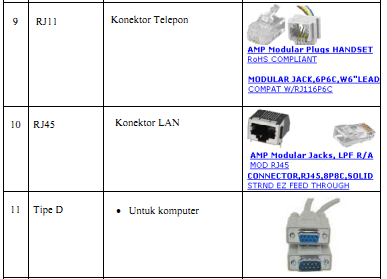 9 RJ11 Konektor Telepon
AMP Modular Plugs HANDSET
RoHS COMPLIANT
MODULAR JACK,6P6C,W6"LEAD
COMPAT W/RJ116P6C
10 RJ45 Konektor LAN
AMP Modular Jacks, LPF R/A
MOD RJ45
CONNECTOR,RJ45,8P8C,SOLID
STRND EZ FEED THROUGH
11 Tipe D • Untuk komputer